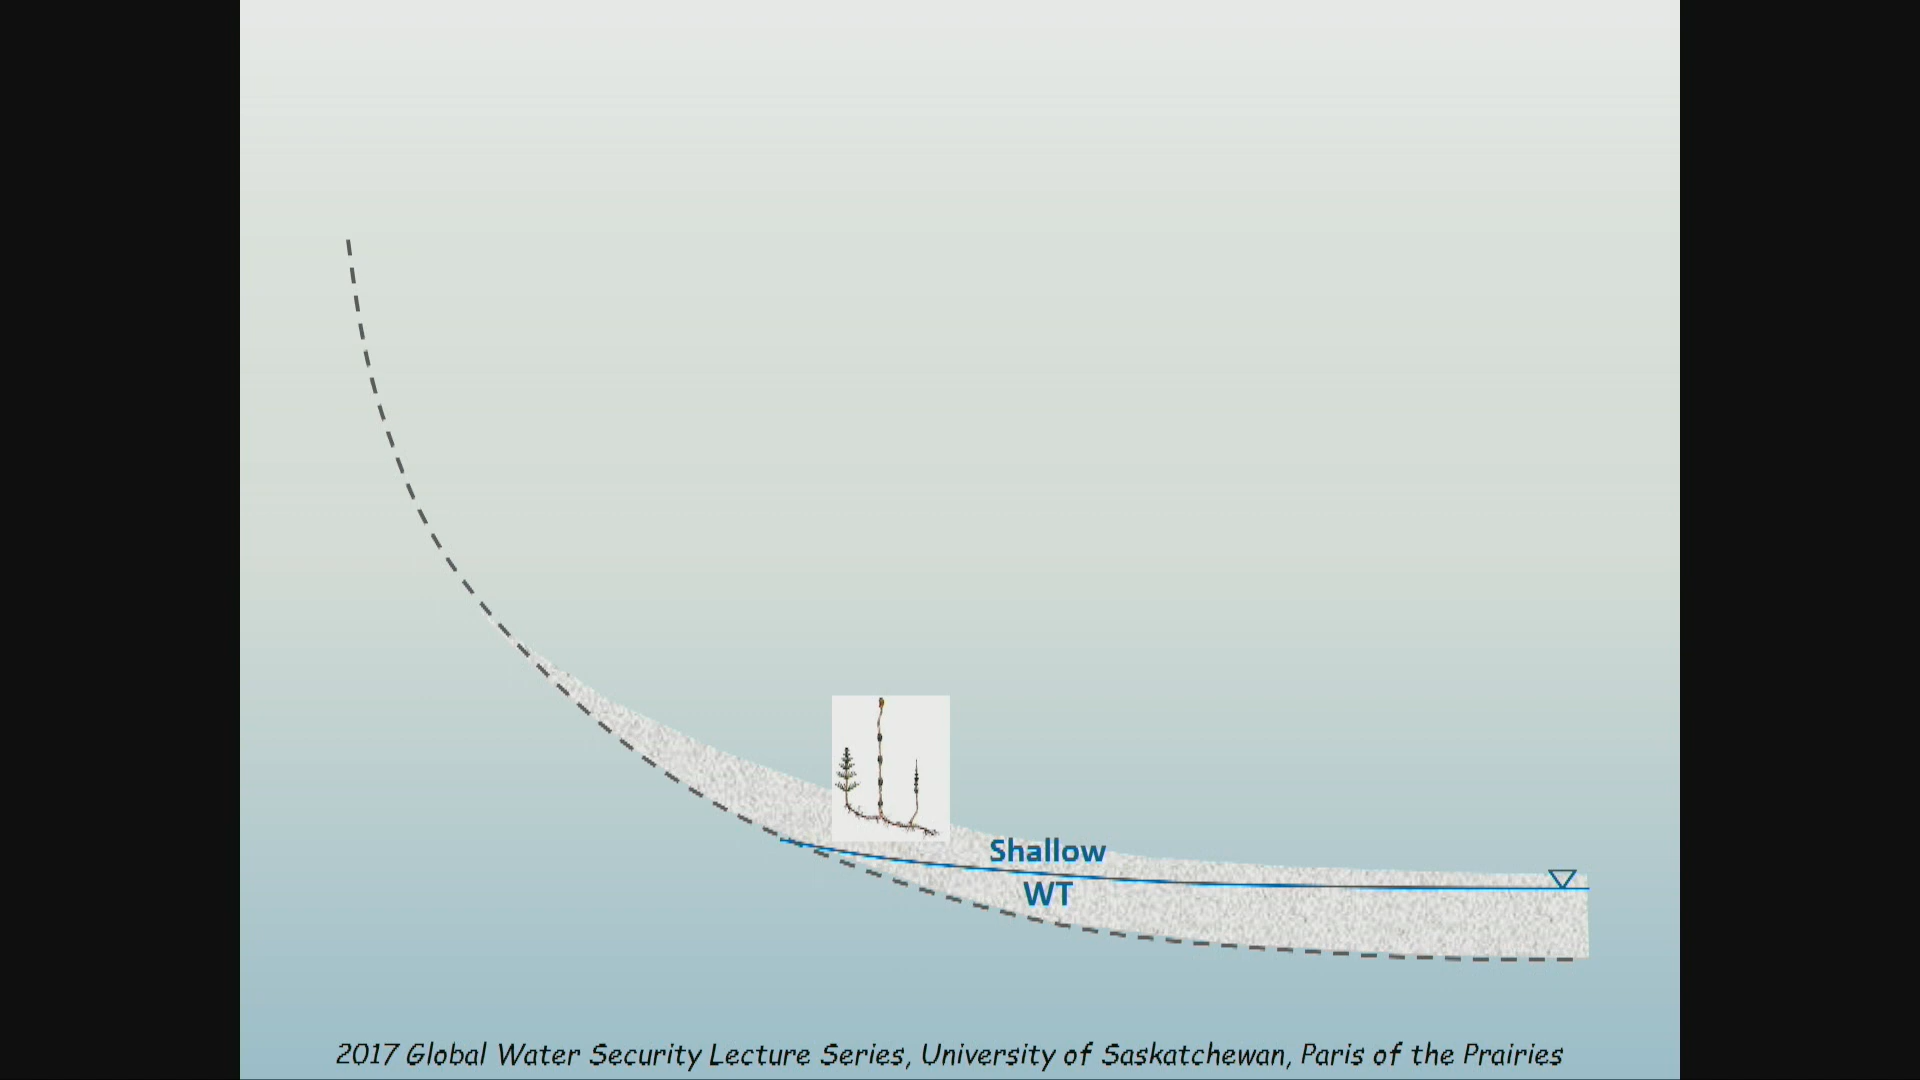 Shallow
WT
2017 Global Water Security Lecture Series, University of Saskatchewan, Paris of the Prairies